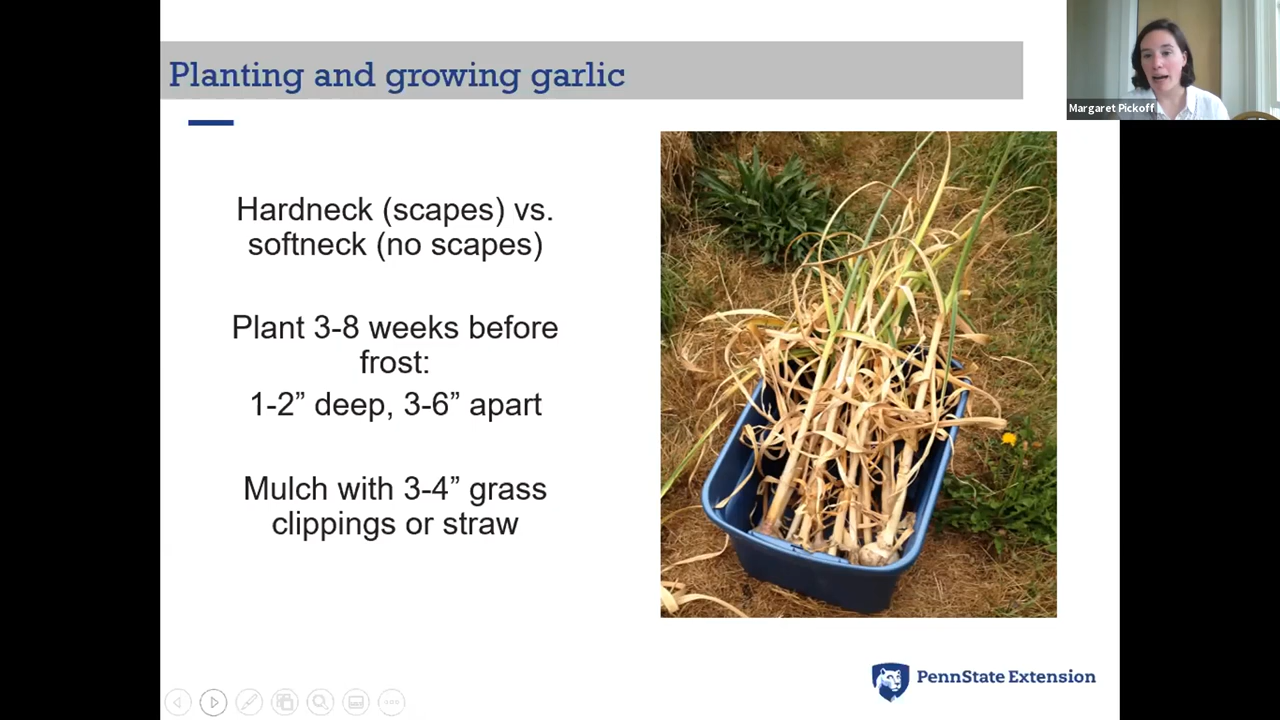 Planting and growing garlic
Margaret Pickoff
Hardneck (scapes) vs.
softneck (no scapes)
Plant 3-8 weeks before
frost:
1-2” deep, 3-6” apart
Mulch with 3-4” grass
clippings or straw
PennState Extension